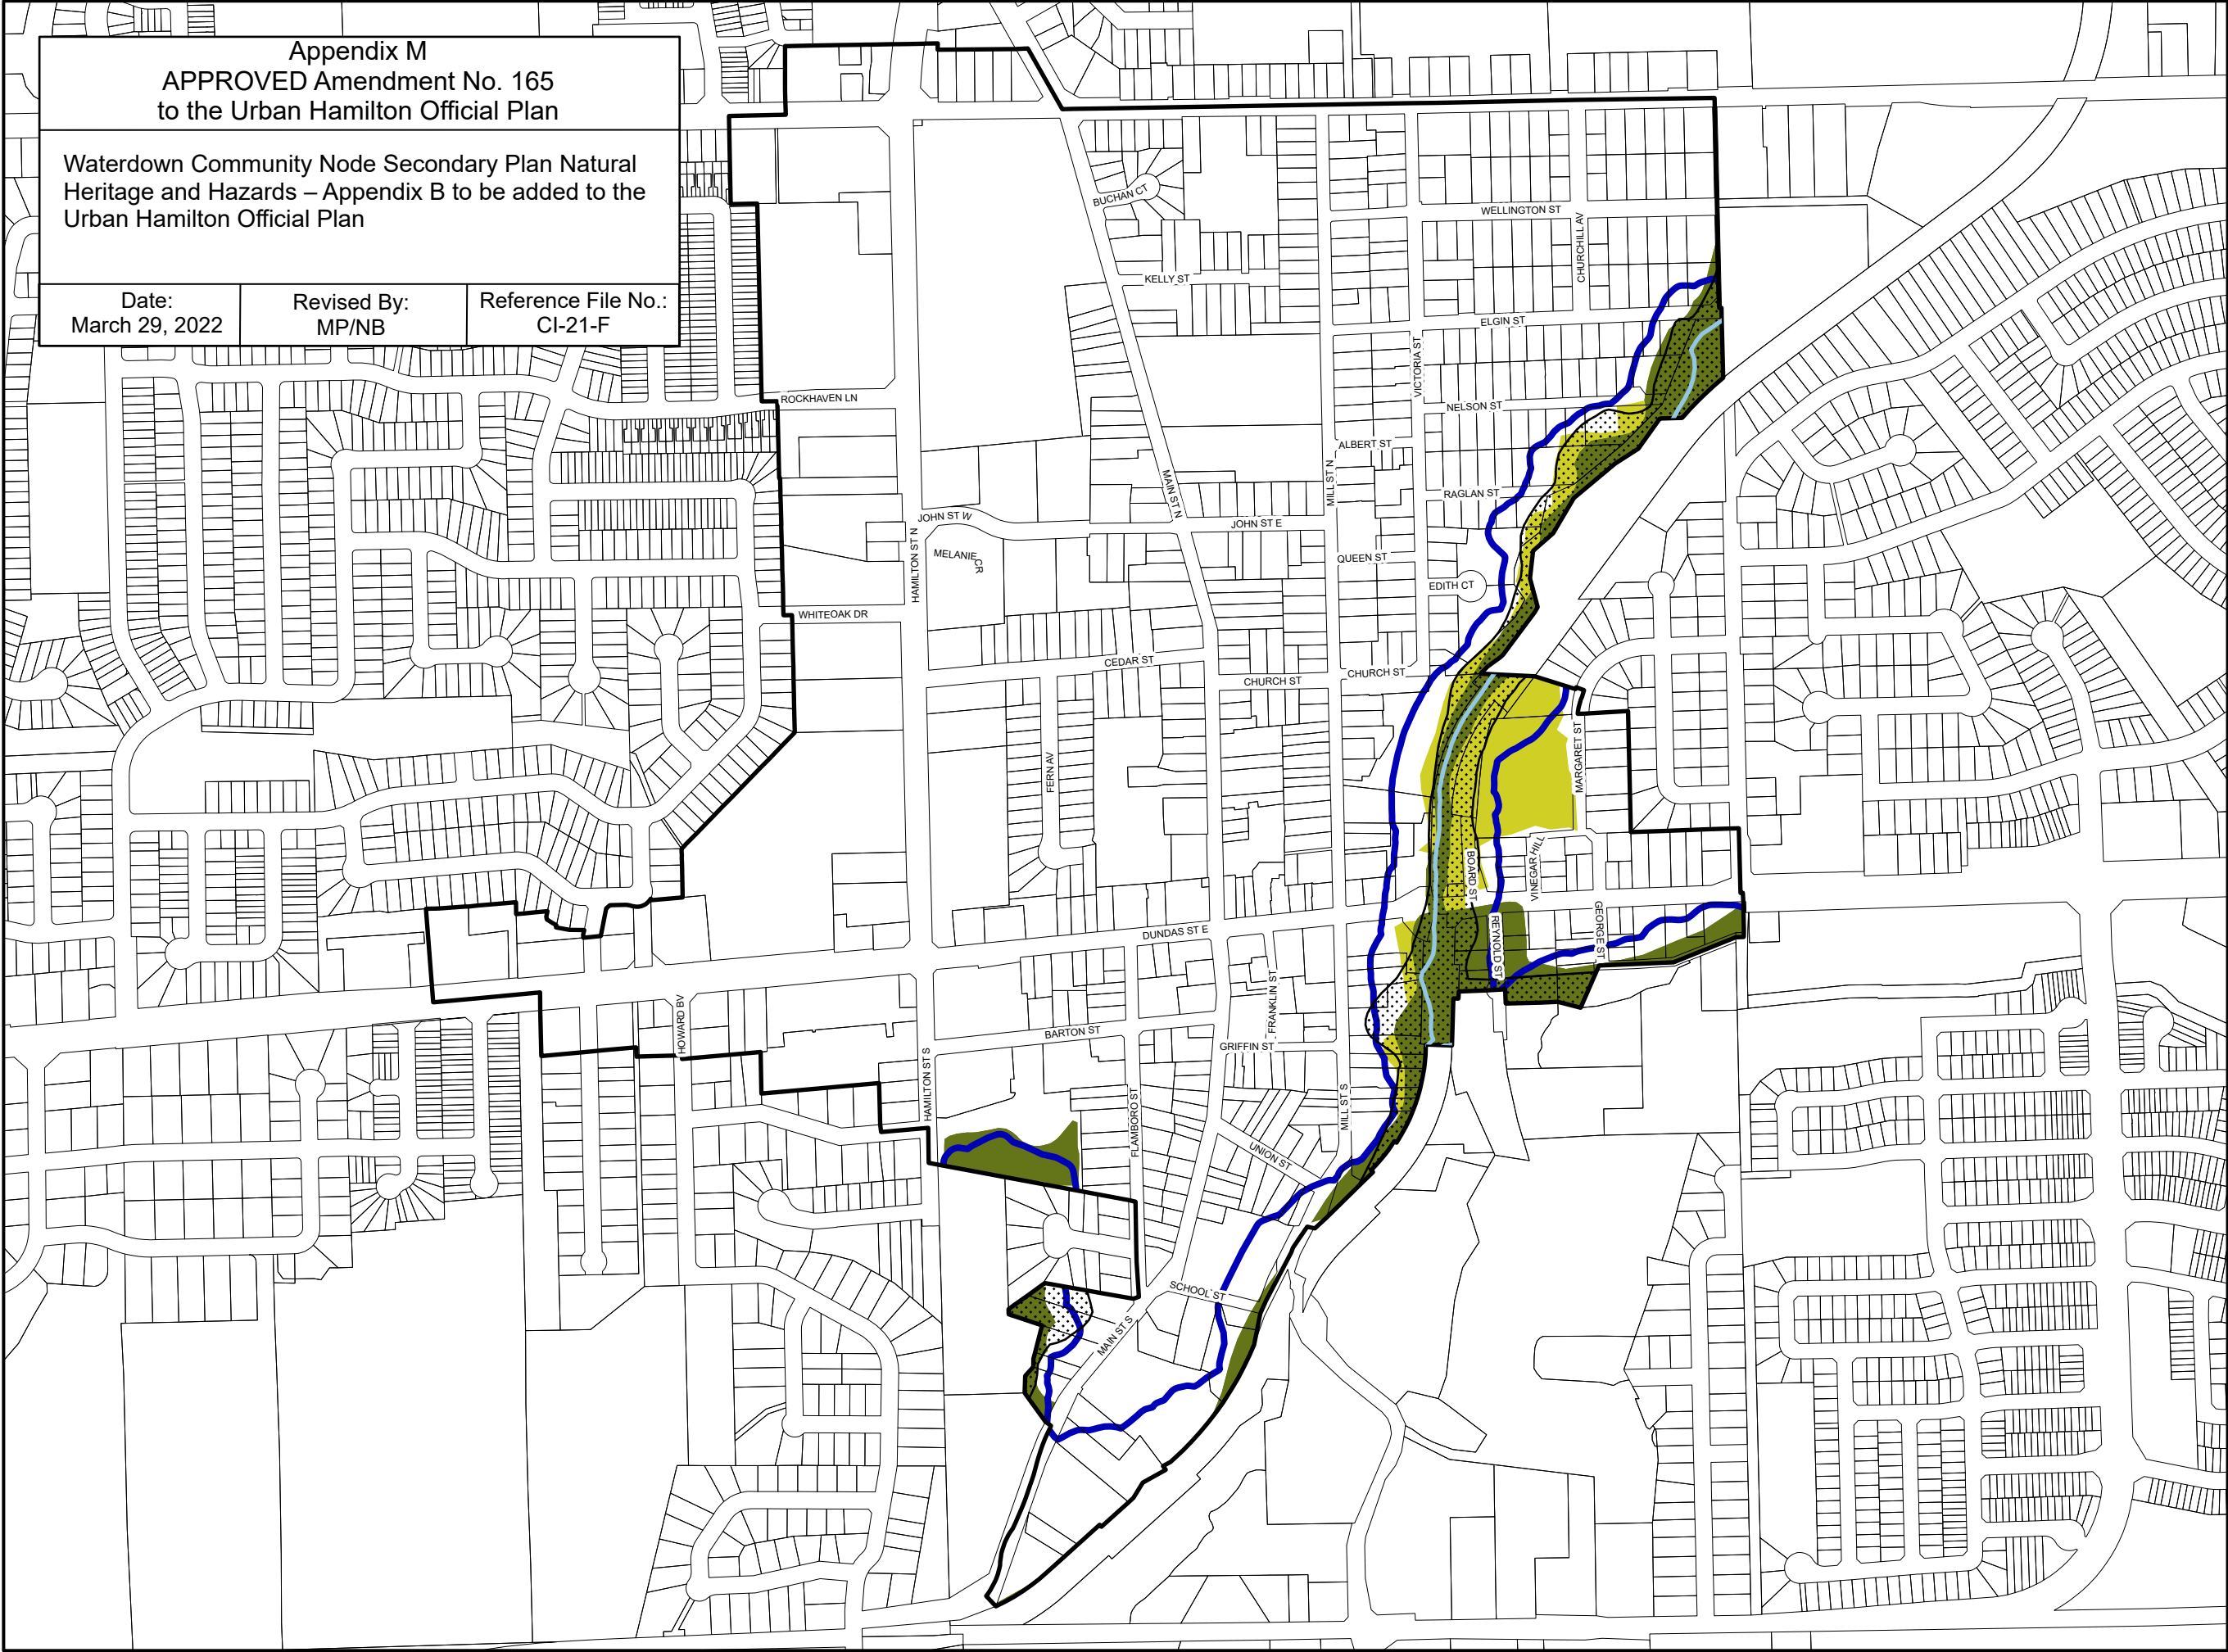 Appendix M
APPROVED Amendment No. 165
to the Urban Hamilton Official Plan
Waterdown Community Node Secondary Plan Natural
Heritage and Hazards – Appendix B to be added to the
Urban Hamilton Official Plan
Date:
March 29, 2022
Revised By:
MP/NB
Reference File No.:
CI-21-F
BUCHAN CT
WELLINGTON ST
CHURCHILL AV
KELLY ST
ELGIN ST
VICTORIA ST
ROCKHAVEN LN
NELSON ST
ALBERT ST
MILL ST N
MAIN ST N
RAGLAN ST
JOHN ST W
JOHN ST E
HAMILTON ST N
MELANIE CR
QUEEN ST
EDITH CT
WHITEOAK DR
CEDAR ST
CHURCH ST
CHURCH ST
FERN AV
MARGARET ST
BOARD ST
VINEGAR HILL
DUNDAS ST E
REYNOLD ST
GEORGE ST
FRANKLIN ST
HOWARD BV
BARTON ST
GRIFFIN ST
HAMILTON ST S
FLAMBORO ST
MILL ST S
UNION ST
SCHOOL ST
MAIN ST S